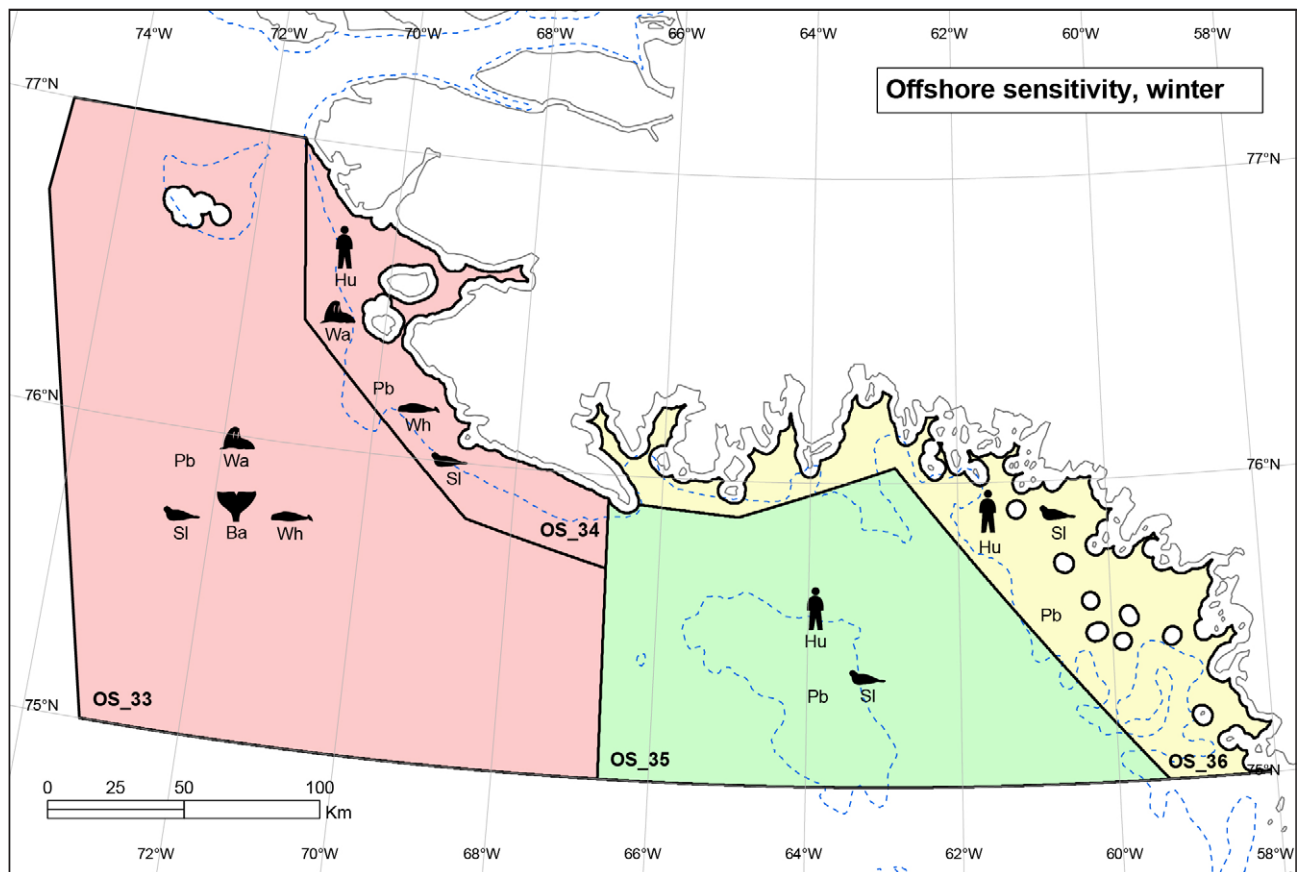 74°W 72°W 70°W 68°W 66°W 64°W 62°W 60°W 58°W
Offshore sensitivity, winter
77°N
77°N
Hu
Wa
Pb
Wh
Sl
76°N
76°N
Pb Wa
Sl Ba Wh
OS_34
Hu
Sl
Pb
Hu
Pb Sl
OS_33
75°N
OS_35
OS_36
75°N
0 25 50 100
Km
72°W 70°W 68°W 66°W 64°W 62°W 60°W 58°W